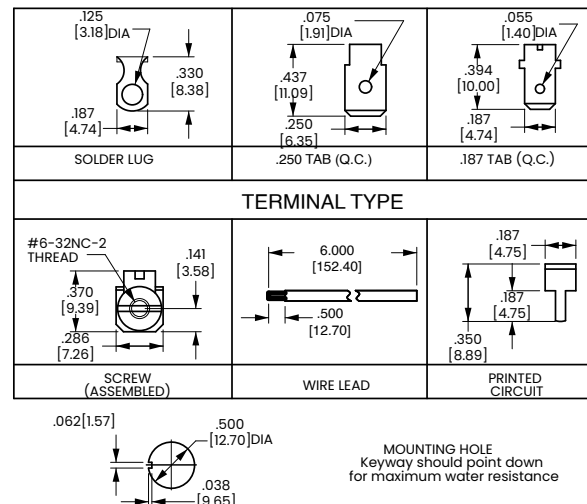 .125
[3.18]DIA
.330
[8.38]
.187
[4.74]
SOLDER LUG
.075
[1.91]DIA
.437
[11.09]
.250
[6.35]
.250 TAB (Q.C.)
.055
[1.40]DIA
.394
[10.00]
.187
[4.74]
.187 TAB (Q.C.)
TERMINAL TYPE
#6-32NC-2
THREAD
.141
[3.58]
.370
[9.39]
.286
[7.26]
SCREW
(ASSEMBLED)
6.000
[152.40]
.500
[12.70]
WIRE LEAD
.187
[4.75]
.187
[4.75]
.350
[8.89]
PRINTED
CIRCUIT
.062[1.57]
.500
[12.70]DIA
.038
[9.65]
MOUNTING HOLE
Keyway should point down
for maximum water resistance